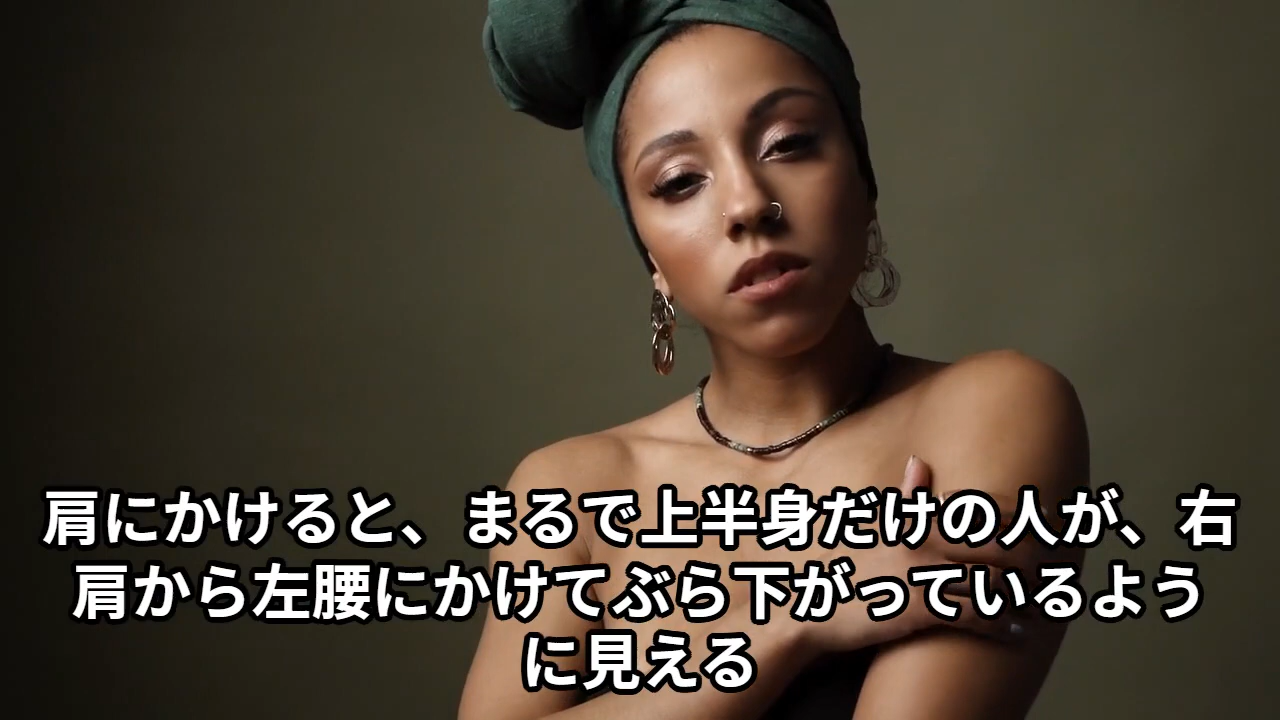 肩にかけると、まるで上半身だけの人が、右
肩から左腰にかけてぶら下がっているよう
に見える